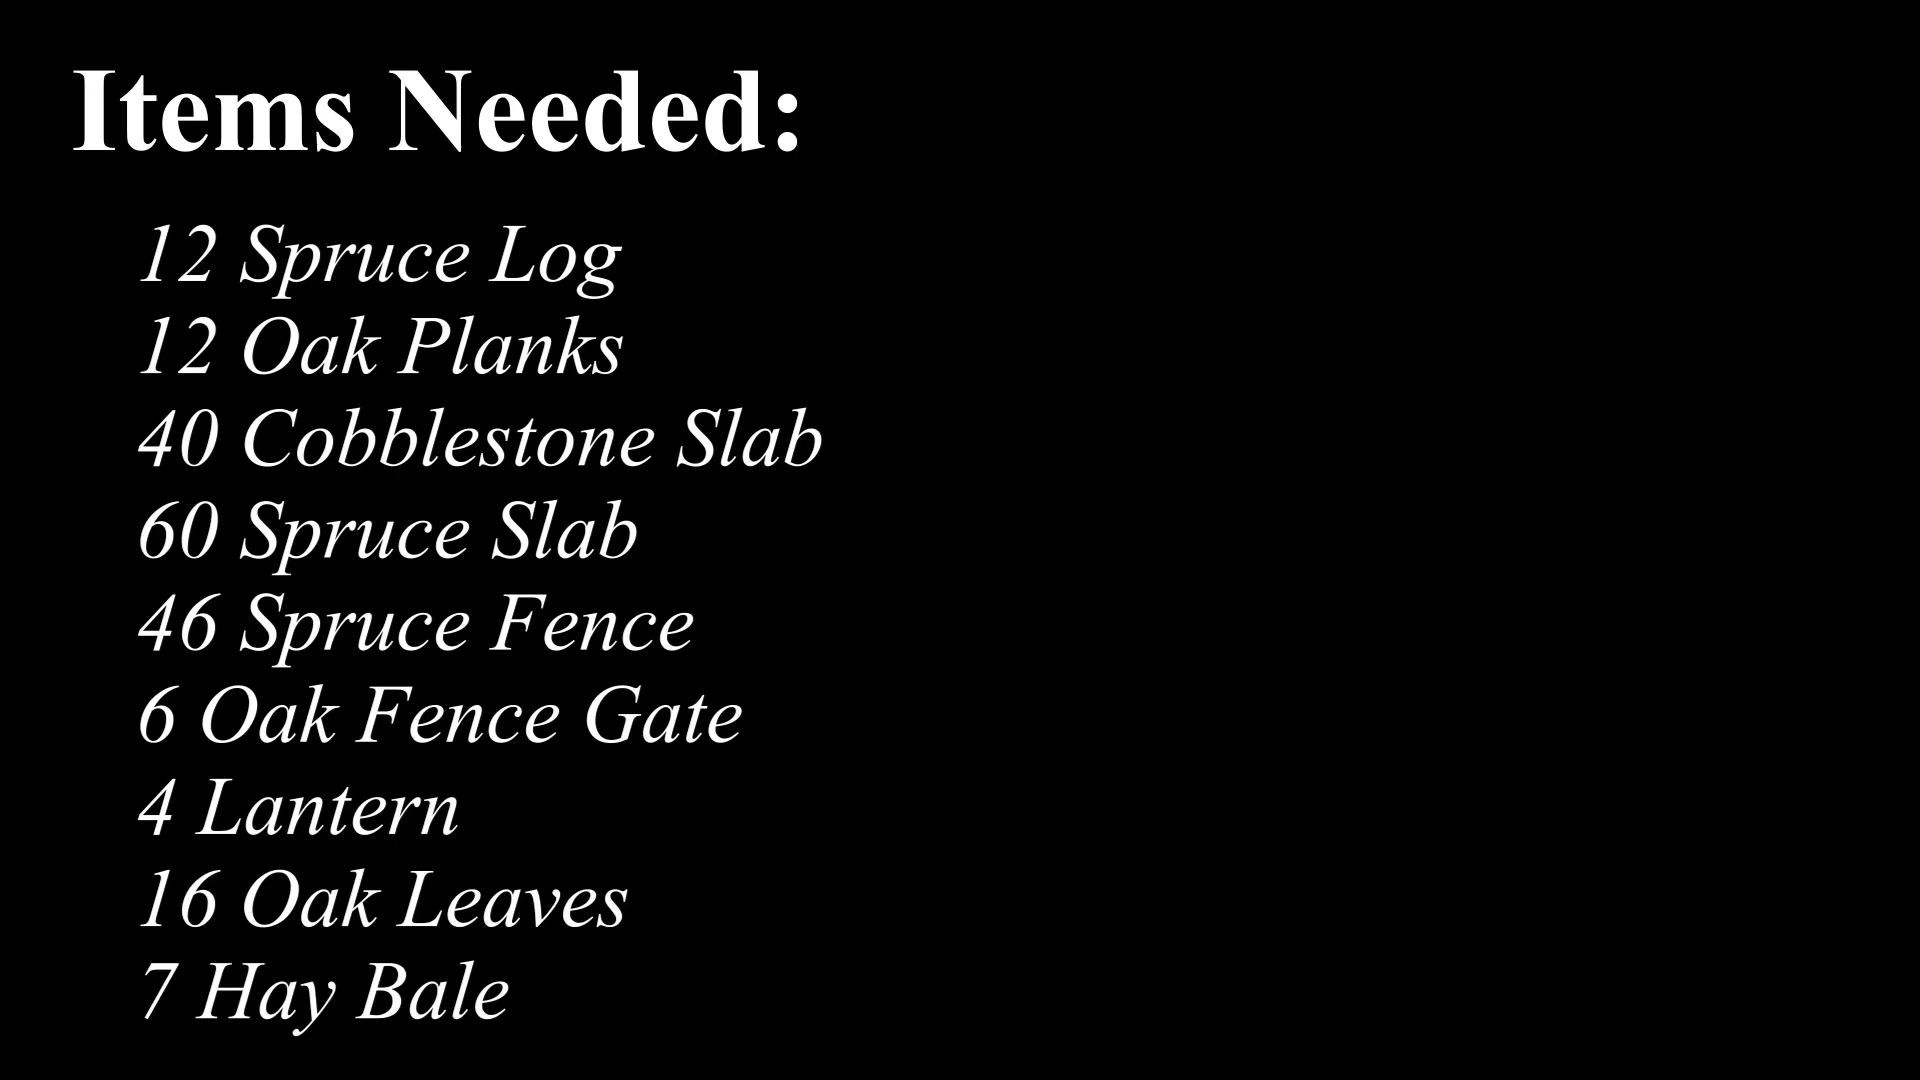 Items Needed:
12 Spruce Log
12 Oak Planks
40 Cobblestone Slab
60 Spruce Slab
46 Spruce Fence
6 Oak Fence Gate
4 Lantern
16 Oak Leaves
7 Hay Bale